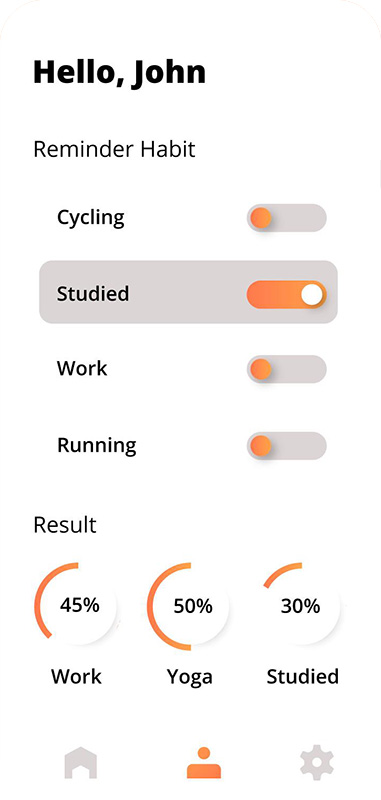 Hello, John
Reminder Habit
Cycling
Studied
Work
Running
Result
45% 50% 30%
Work Yoga Studied